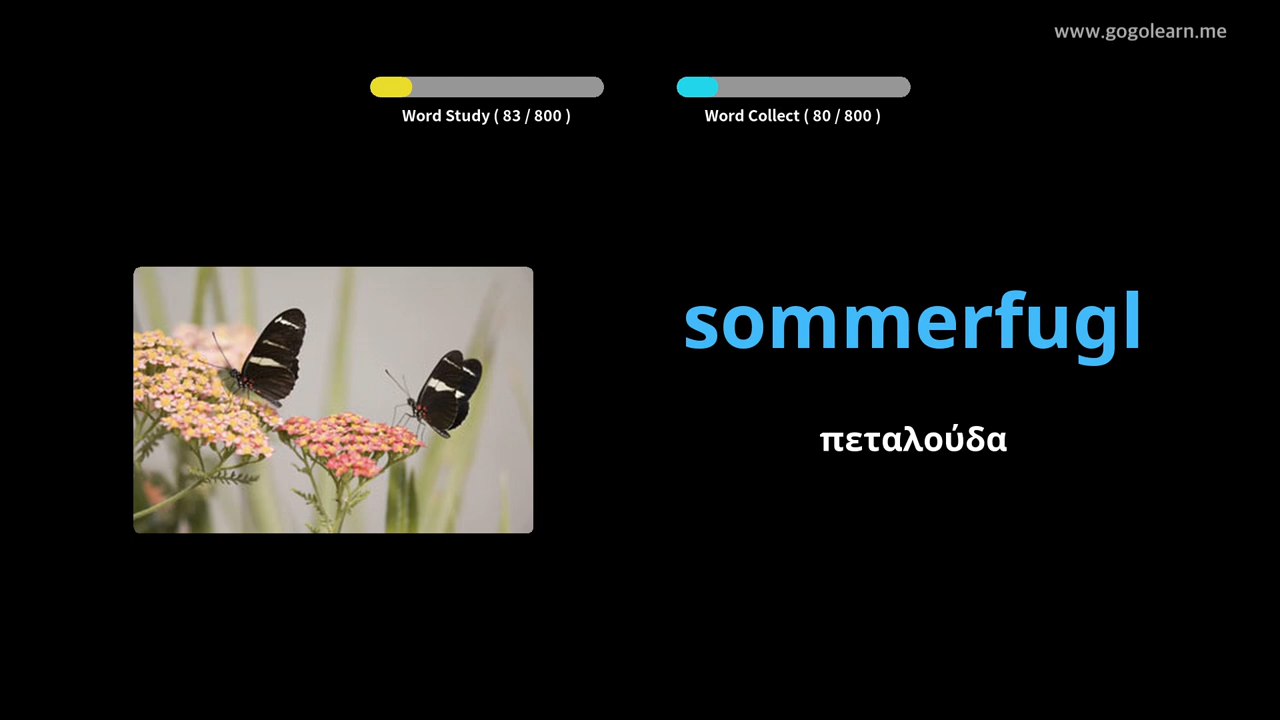 www.gogolearn.me
Word Study ( 83 / 800 )
Word Collect ( 80 / 800 )
sommerfugl
πεταλούδα